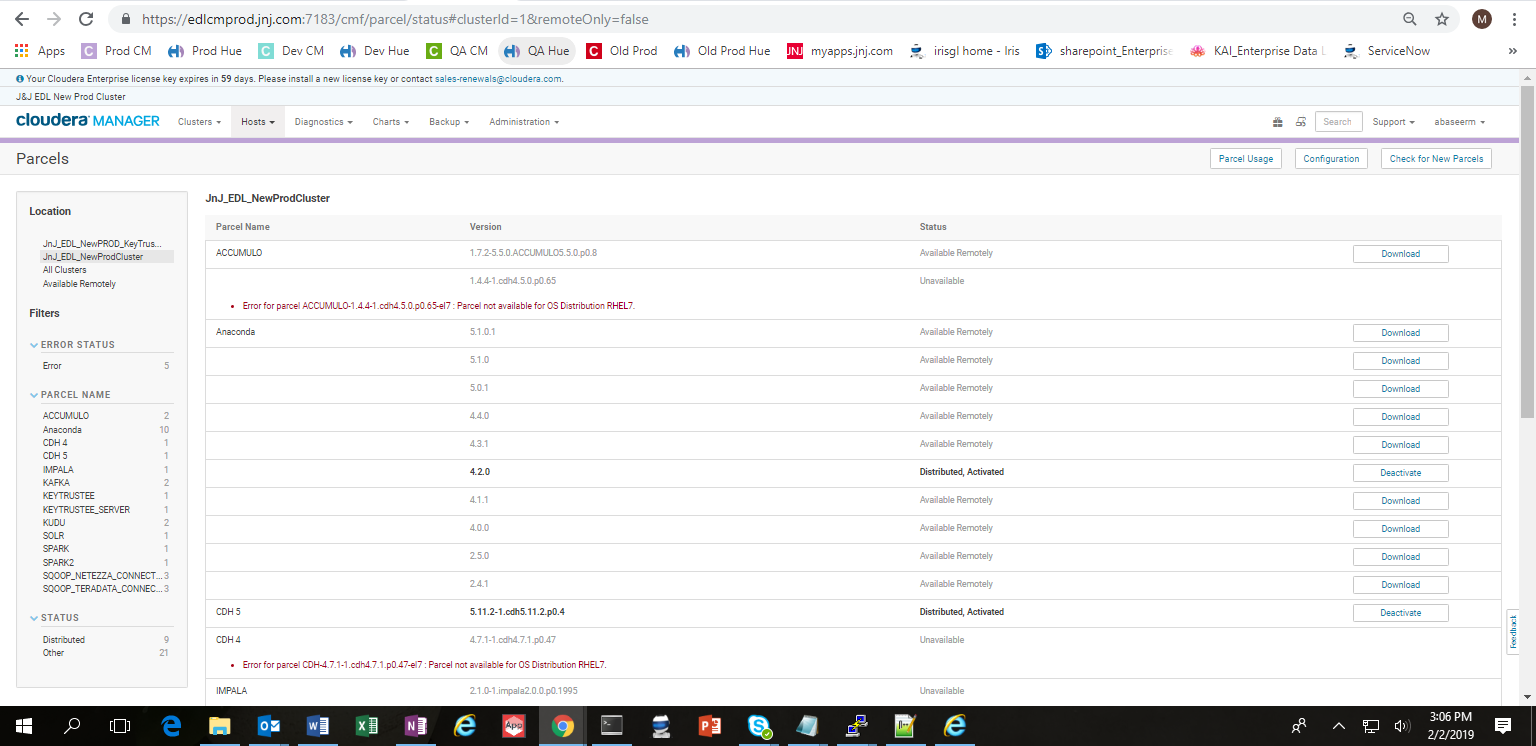 https://edlcmprod.jnj.com:7183/cmf/parcel/status#clusterId=1&remoteOnly=false
M
Apps C Prod CM Prod Hue C Dev CM Dev Hue C QA CM QA Hue C Old Prod Old Prod Hue JNJ myapps.jnj.com irisgl home - Iris sharepoint_Enterprise KAI_Enterprise Data L ServiceNow »
Your Cloudera Enterprise license key expires in 59 days. Please install a new license key or contact sales-renewals@cloudera.com.
J&J EDL New Prod Cluster
cloudera MANAGER Clusters Hosts Diagnostics Charts Backup Administration Search Support abaseerm
Parcels Parcel Usage Configuration Check for New Parcels
Location
JnJ_EDL_NewPROD_KeyTrus...
JnJ_EDL_NewProdCluster
All Clusters
Available Remotely
Filters
ERROR STATUS
Error 5
PARCEL NAME
ACCUMULO 2
Anaconda 10
CDH 4 1
CDH 5 1
IMPALA 1
KAFKA 2
KEYTRUSTEE 1
KEYTRUSTEE_SERVER 1
KUDU 2
SOLR 1
SPARK 1
SPARK2 1
SQOOP_NETEZZA_CONNECT... 3
SQOOP_TERADATA_CONNEC... 3
STATUS
Distributed 9
Other 21
JnJ_EDL_NewProdCluster
Parcel Name Version Status
ACCUMULO 1.7.2-5.5.0.ACCUMULO5.5.0.p0.8 Available Remotely Download
1.4.4-1.cdh4.5.0.p0.65 Unavailable
• Error for parcel ACCUMULO-1.4.4-1.cdh4.5.0.p0.65-el7 : Parcel not available for OS Distribution RHEL7.
Anaconda 5.1.0.1 Available Remotely Download
5.1.0 Available Remotely Download
5.0.1 Available Remotely Download
4.4.0 Available Remotely Download
4.3.1 Available Remotely Download
4.2.0 Distributed, Activated Deactivate
4.1.1 Available Remotely Download
4.0.0 Available Remotely Download
2.5.0 Available Remotely Download
2.4.1 Available Remotely Download
CDH 5 5.11.2-1.cdh5.11.2.p0.4 Distributed, Activated Deactivate
CDH 4 4.7.1-1.cdh4.7.1.p0.47 Unavailable
• Error for parcel CDH-4.7.1-1.cdh4.7.1.p0.47-el7 : Parcel not available for OS Distribution RHEL7.
IMPALA 2.1.0-1.impala2.0.0.p0.1995 Unavailable
Feedback
3:06 PM
2/2/2019